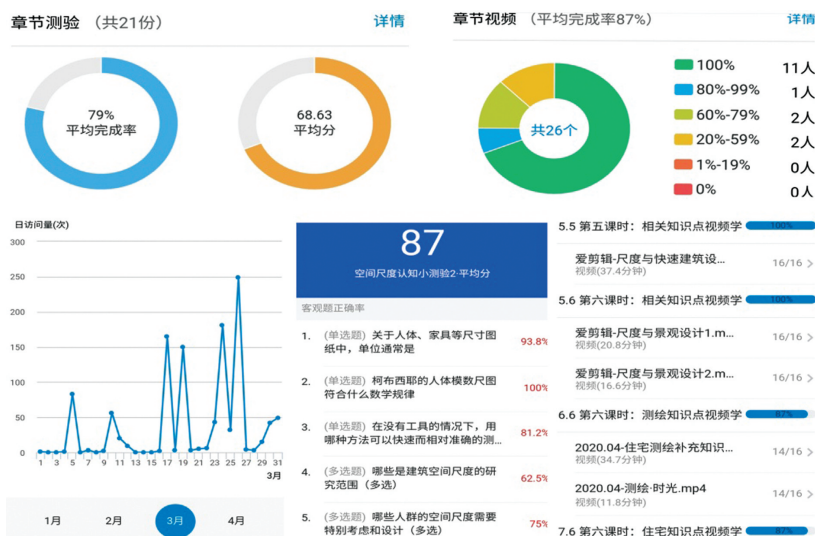 章节测验 （共21份）
详情
79%
平均完成率
68.63
平均分
章节视频 （平均完成率87%）
详情
共26个
100% 11人
80%-99% 1人
60%-79% 2人
20%-59% 2人
1%-19% 0人
0% 0人
日访问量(次)
300
250
200
150
100
50
0
1 3 5 7 9 11 13 15 17 19 21 23 25 27 29 31
3月
1月 2月 3月 4月
87
空间尺度认知小测验2-平均分
客观题正确率
1. (单选题) 关于人体、家具等尺寸图
纸中，单位通常是
93.8%
2. (单选题) 柯布西耶的人体模数尺图
符合什么数学规律
100%
3. (单选题) 在没有工具的情况下，用
哪种方法可以快速而相对准确的测...
81.2%
4. (多选题) 哪些是建筑空间尺度的研
究范围（多选）
62.5%
5. (多选题) 哪些人群的空间尺度需要
特别考虑和设计（多选）
75%
5.5 第五课时：相关知识点视频学 100%
爱剪辑-尺度与快速建筑设...
视频(37.4分钟)
16/16 >
5.6 第六课时：相关知识点视频学 100%
爱剪辑-尺度与景观设计1.m...
视频(20.8分钟)
16/16 >
爱剪辑-尺度与景观设计2.m...
视频(16.6分钟)
16/16 >
6.6 第六课时：测绘知识点视频学 87%
2020.04-住宅测绘补充知识...
视频(34.7分钟)
14/16 >
2020.04-测绘·时光.mp4
视频(11.8分钟)
14/16 >
7.6 第六课时：住宅知识点视频学 87%